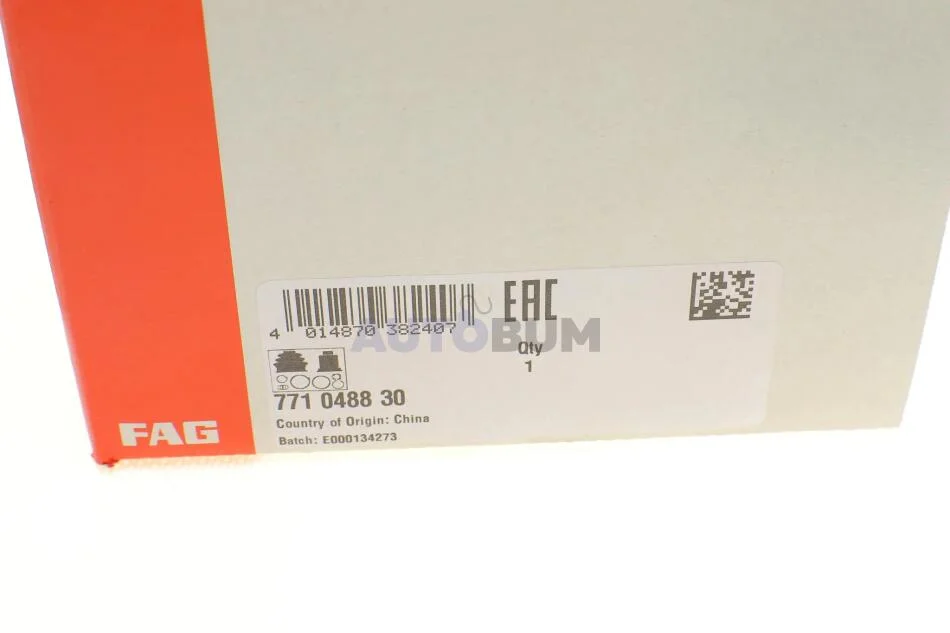 EAC
4 014870 382407
AUTOBUM
Qty
1
771 0488 30
Country of Origin: China
Batch: E000134273
FAG